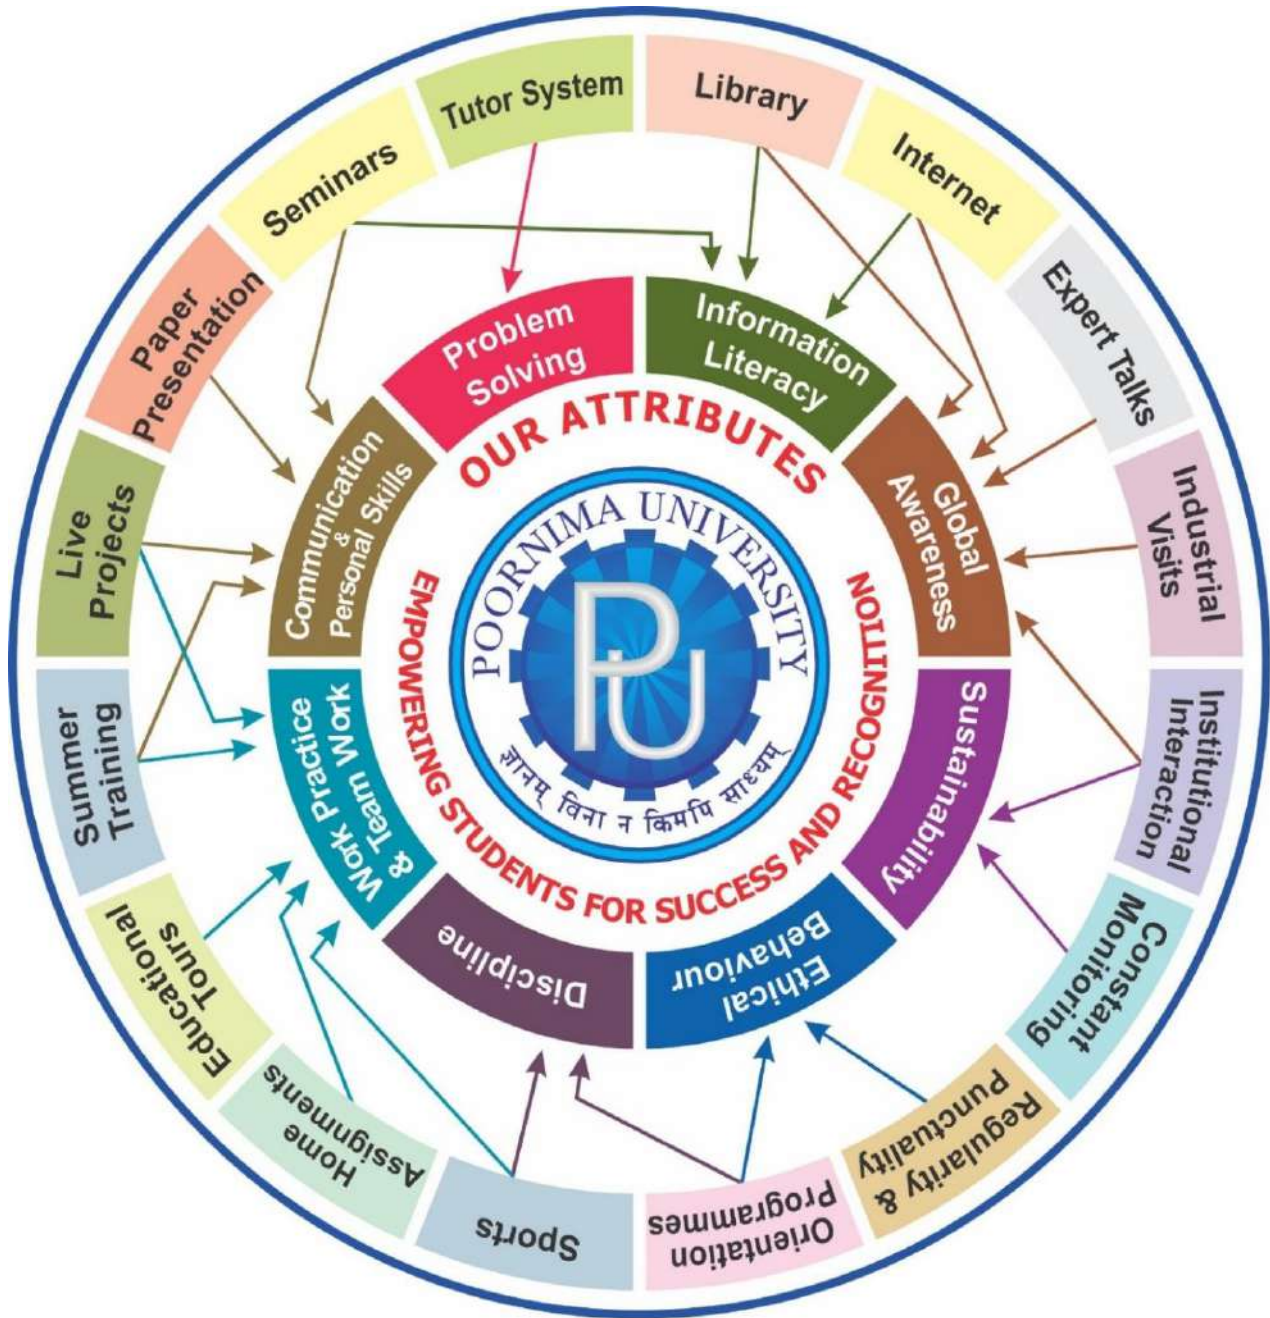 Tutor System
Library
Internet
Expert Talks
Industrial
Visits
Institutional
Interaction
Constant
Monitoring
Regularity &
Punctuality
Orientation
Programmes
Sports
Home
Assignments
Educational
Tours
Summer
Training
Live
Projects
Paper
Presentation
Seminars
Problem
Solving
Information
Literacy
Global
Awareness
Sustainability
Ethical
Behaviour
Discipline
Work Practice
& Team Work
Communication
&
Personal Skills
OUR ATTRIBUTES
EMPOWERING STUDENTS FOR SUCCESS AND RECOGNITION
POORNIMA UNIVERSITY
PU
ज्ञानम् विना न किमपि साध्यम्